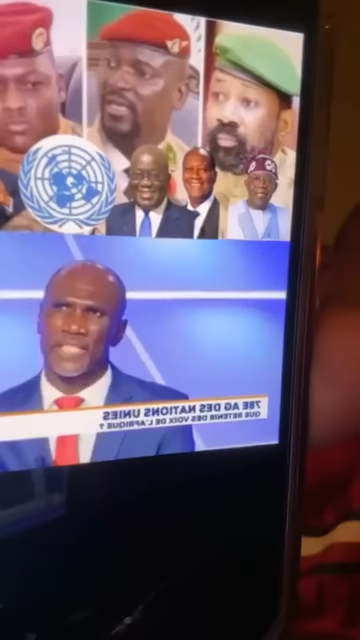 78E AG DES NATIONS UNIES
QUE RETENIR DES VOIX DE L'AFRIQUE ?